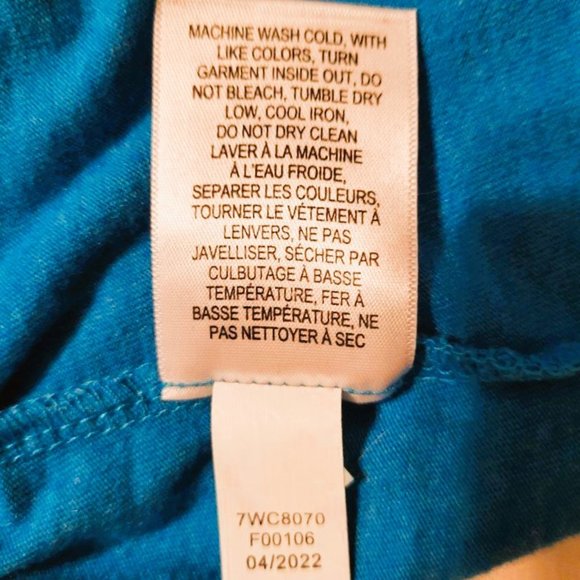 MACHINE WASH COLD, WITH
LIKE COLORS, TURN
GARMENT INSIDE OUT, DO
NOT BLEACH, TUMBLE DRY
LOW, COOL IRON,
DO NOT DRY CLEAN
LAVER À LA MACHINE
À L'EAU FROIDE,
SEPARER LES COULEURS,
TOURNER LE VÉTEMENT À
LENVERS, NE PAS
JAVELLISER, SÉCHER PAR
CULBUTAGE À BASSE
TEMPÉRATURE, FER À
BASSE TEMPÉRATURE, NE
PAS NETTOYER À SEC
7WC8070
F00106
04/2022